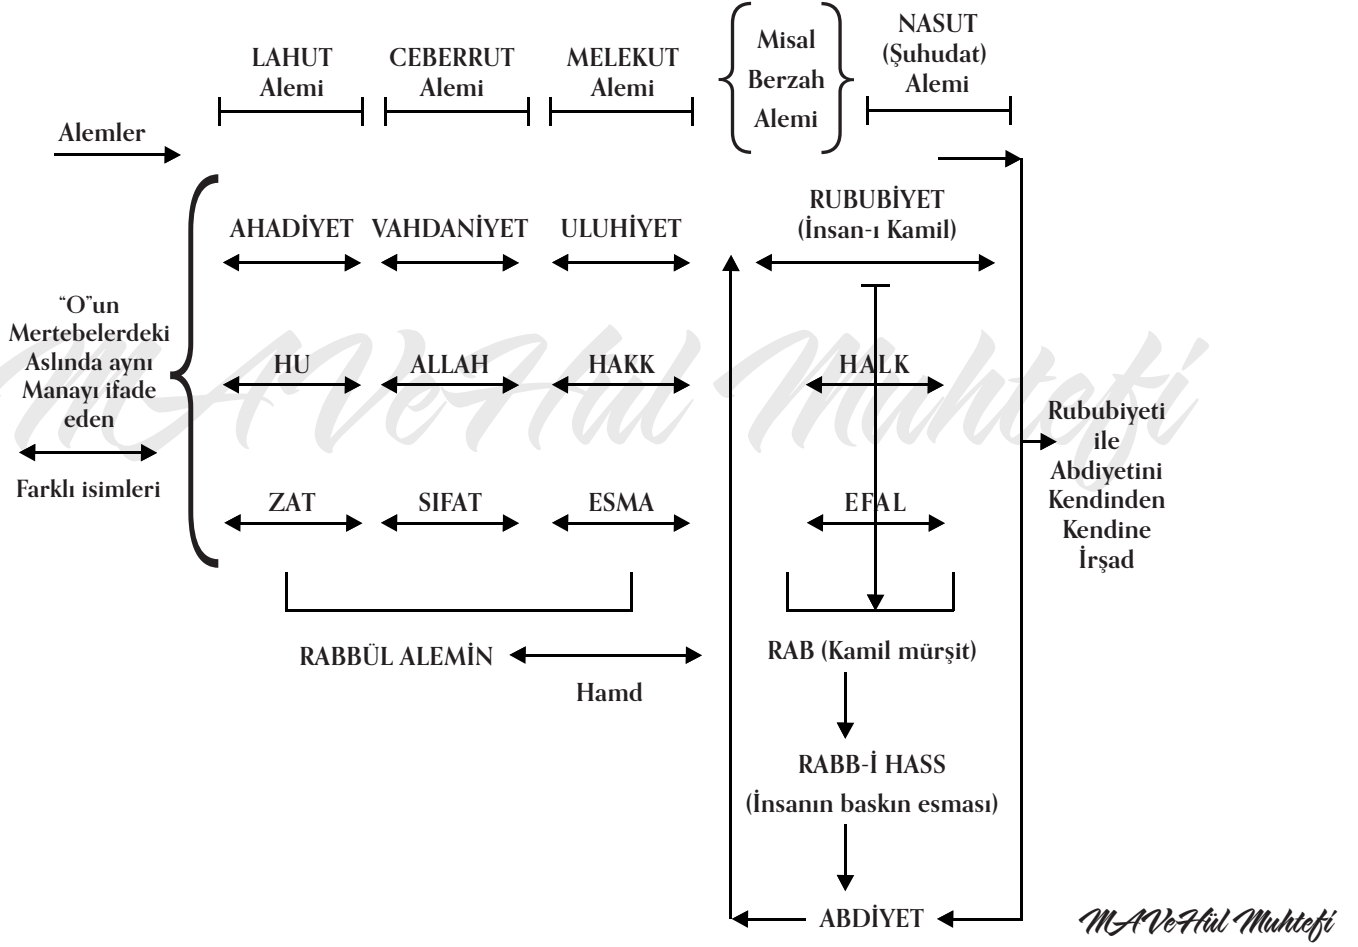 LAHUT
Alemi
CEBERRUT
Alemi
MELEKUT
Alemi
Misal
Berzah
Alemi
NASUT
(Şuhudat)
Alemi
Alemler
AHADİYET
VAHDANİYET
ULUHİYET
RUBUBİYET
(İnsan-ı Kamil)
“O”un
Mertebelerdeki
Aslında aynı
Manayı ifade
eden
Farklı isimleri
HU
ALLAH
HAKK
HALK
ZAT
SIFAT
ESMA
EFAL
Rububiyeti
ile
Abdiyetini
Kendinden
Kendine
İrşad
RABBÜL ALEMİN
Hamd
RAB (Kamil mürşit)
RABB-İ HASS
(İnsanın baskın esması)
ABDİYET
MAVeHül Muhtefi
MAVeHül Muhtefi